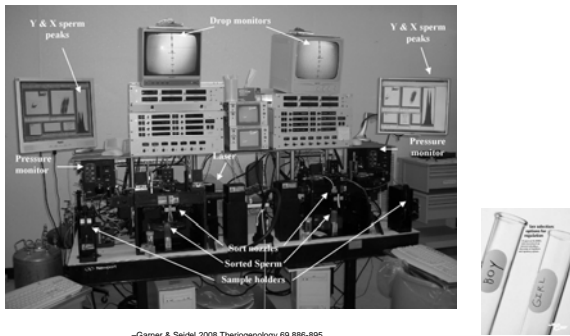 Y & X sperm
peaks
Drop monitors
Y & X sperm
peaks
Pressure
monitor
Laser
Pressure
monitor
Sort nozzles
Sorted Sperm
Sample holders
–Garner & Seidel 2008 Theriogenology 69 886-895
BOY
GIRL